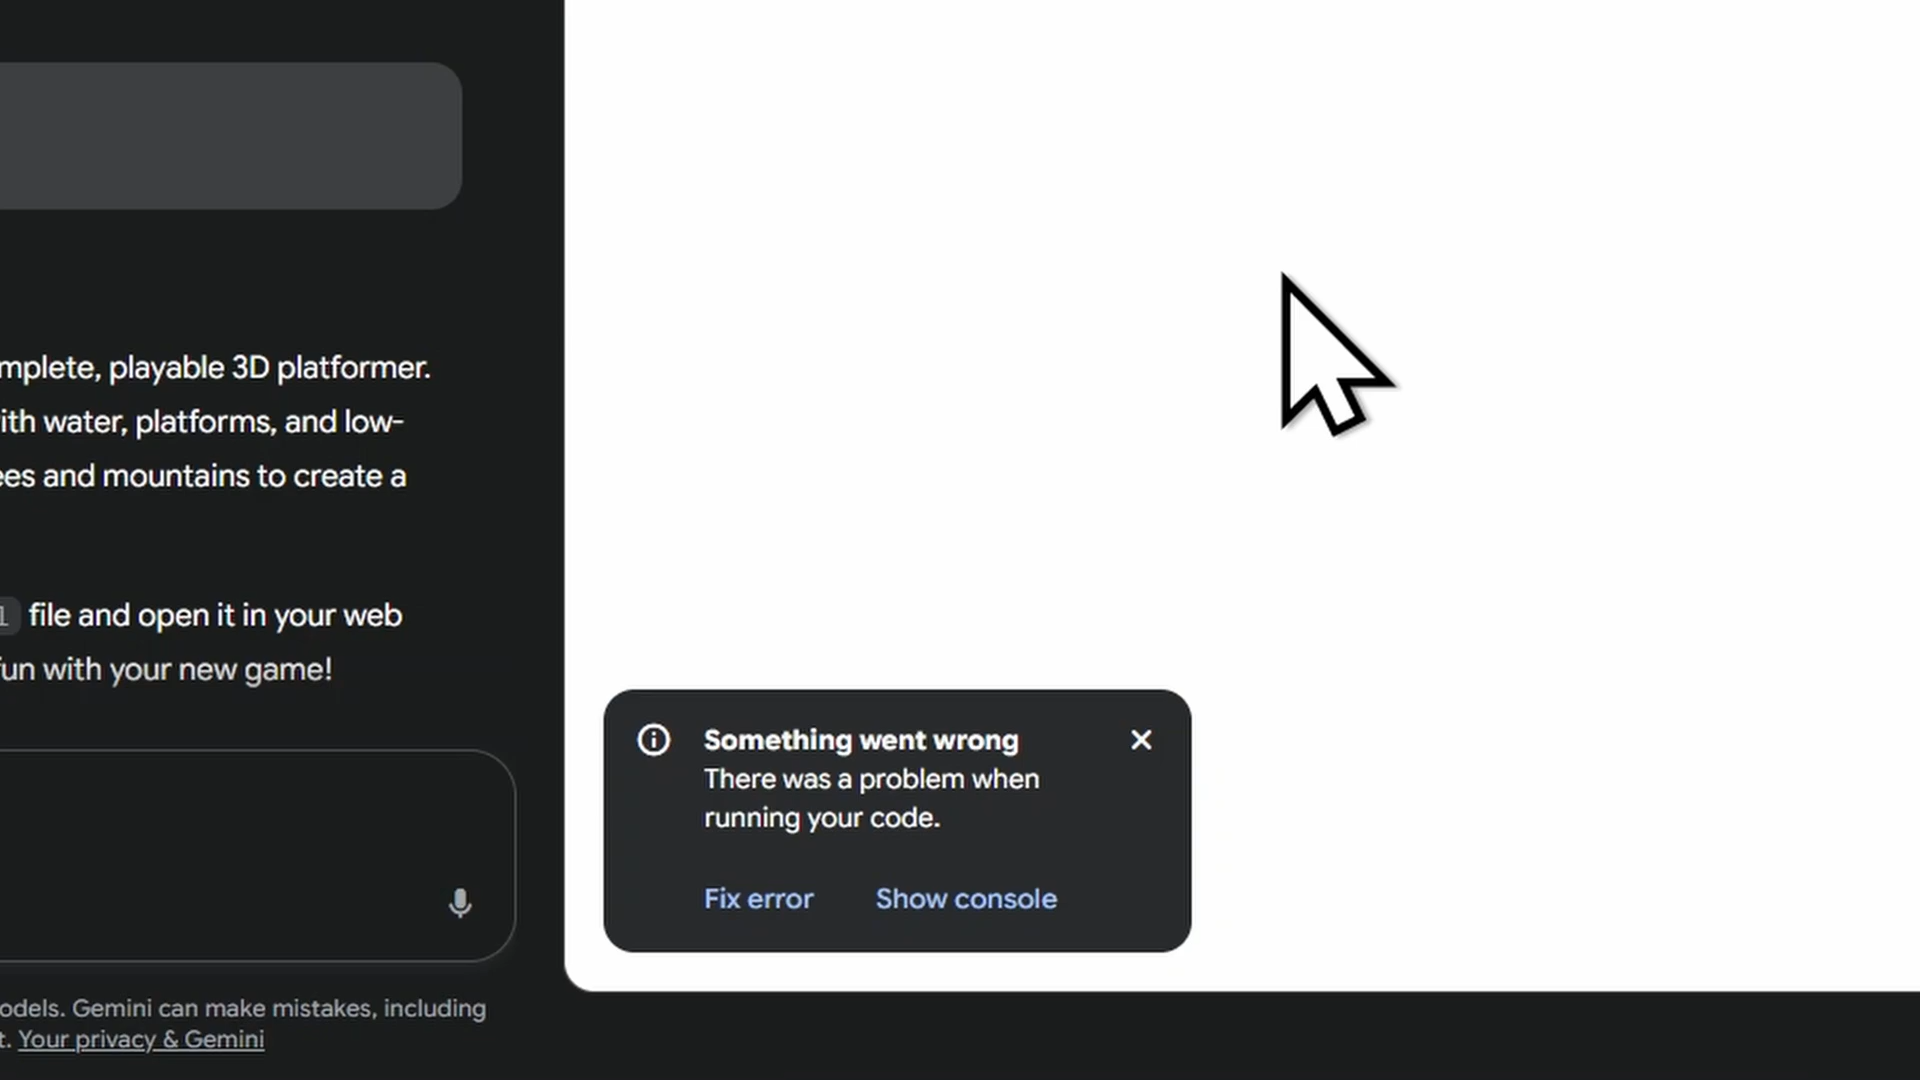 mplete, playable 3D platformer.
ith water, platforms, and low-
ees and mountains to create a
file and open it in your web
fun with your new game!
Something went wrong
There was a problem when
running your code.
Fix error Show console
odels. Gemini can make mistakes, including
t. Your privacy & Gemini